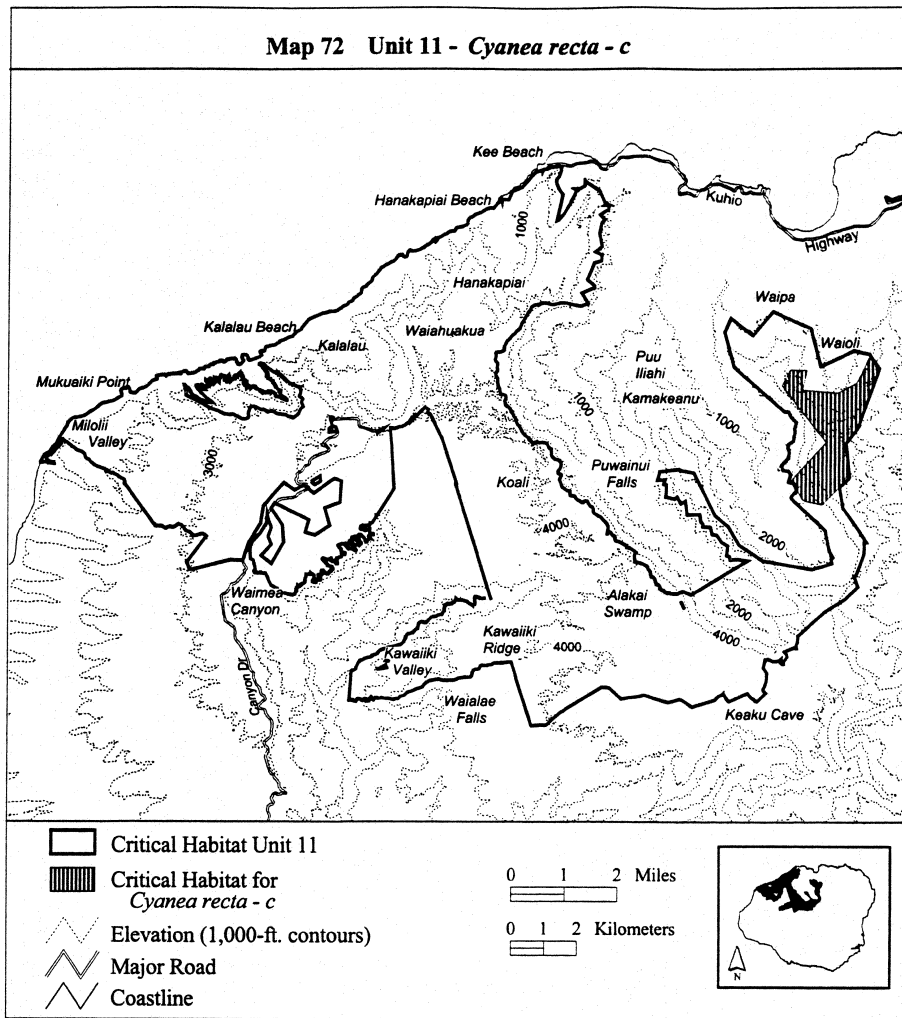 Map 72 Unit 11 - Cyanea recta - c
Kee Beach
Hanakapiai Beach
Kuhio
Highway
1000
Hanakapiai
Waipa
Kalalau Beach
Waiahuakua
Kalalau
Waioli
Puu
Iliahi
Mukuaiki Point
Kamakeanu
1000
1000
Milolii
Valley
3000
Puwainui
Falls
Koali
4000
2000
Waimea
Canyon
Alakai
Swamp
2000
4000
Kawaiiki
Ridge
Kawaiiki
Valley
4000
Canyon Dr
Waialae
Falls
Keaku Cave
Critical Habitat Unit 11
Critical Habitat for
Cyanea recta - c
Elevation (1,000-ft. contours)
Major Road
Coastline
0 1 2 Miles
0 1 2 Kilometers
N